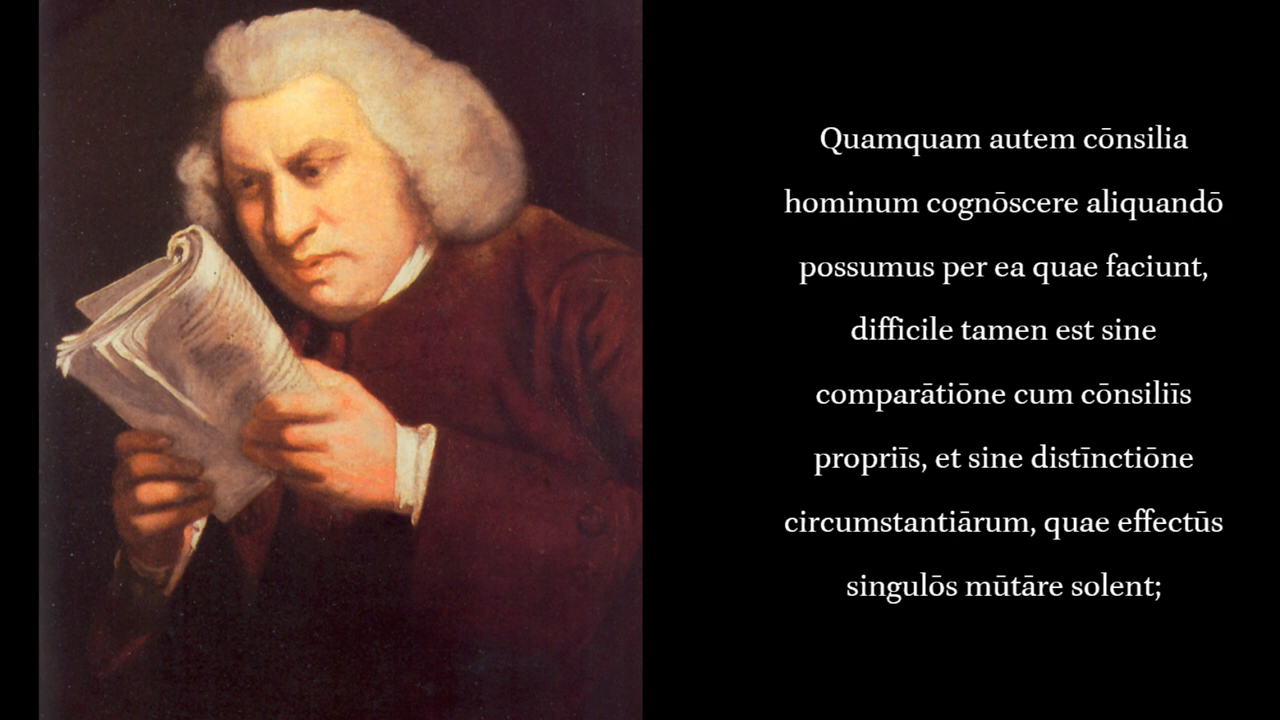 Quamquam autem cōnsilia
hominum cognōscere aliquandō
possumus per ea quae faciunt,
difficile tamen est sine
comparātiōne cum cōnsiliīs
propriīs, et sine distīnctiōne
circumstantiārum, quae effectūs
singulōs mūtāre solent;